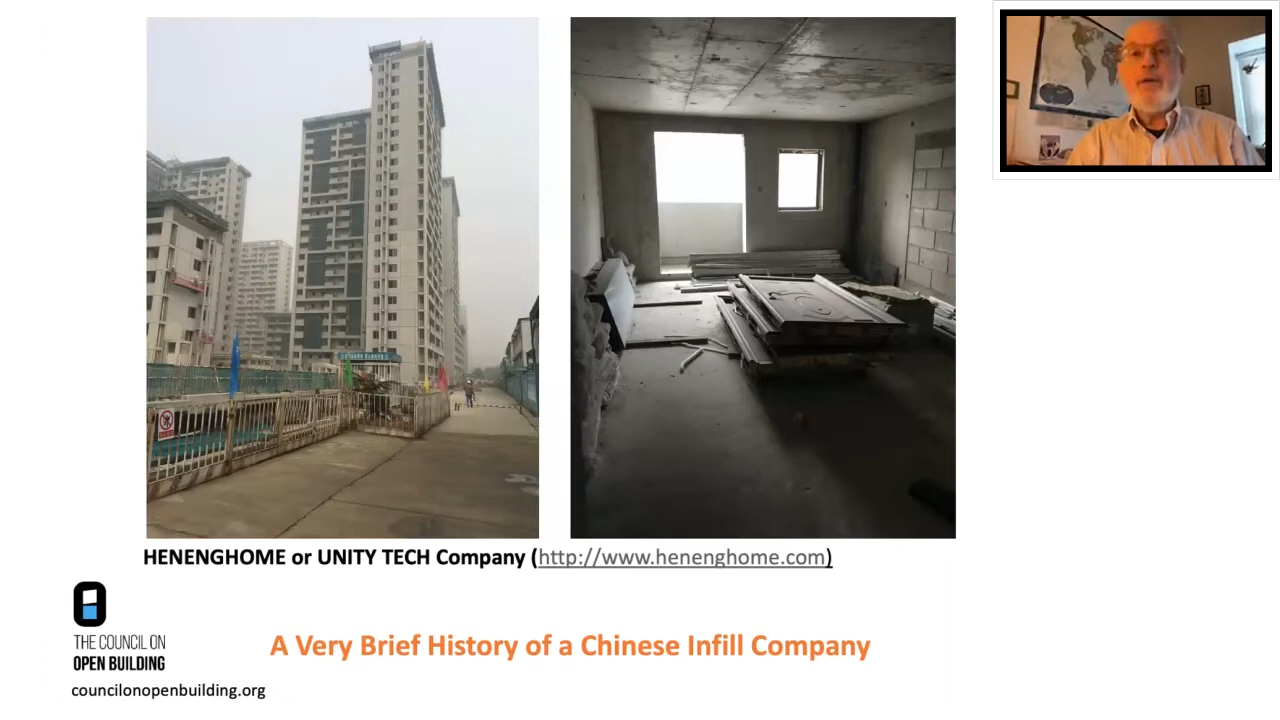 HENENGHOME or UNITY TECH Company (http://www.henenghome.com)
THE COUNCIL ON
OPEN BUILDING
councilonopenbuilding.org
A Very Brief History of a Chinese Infill Company